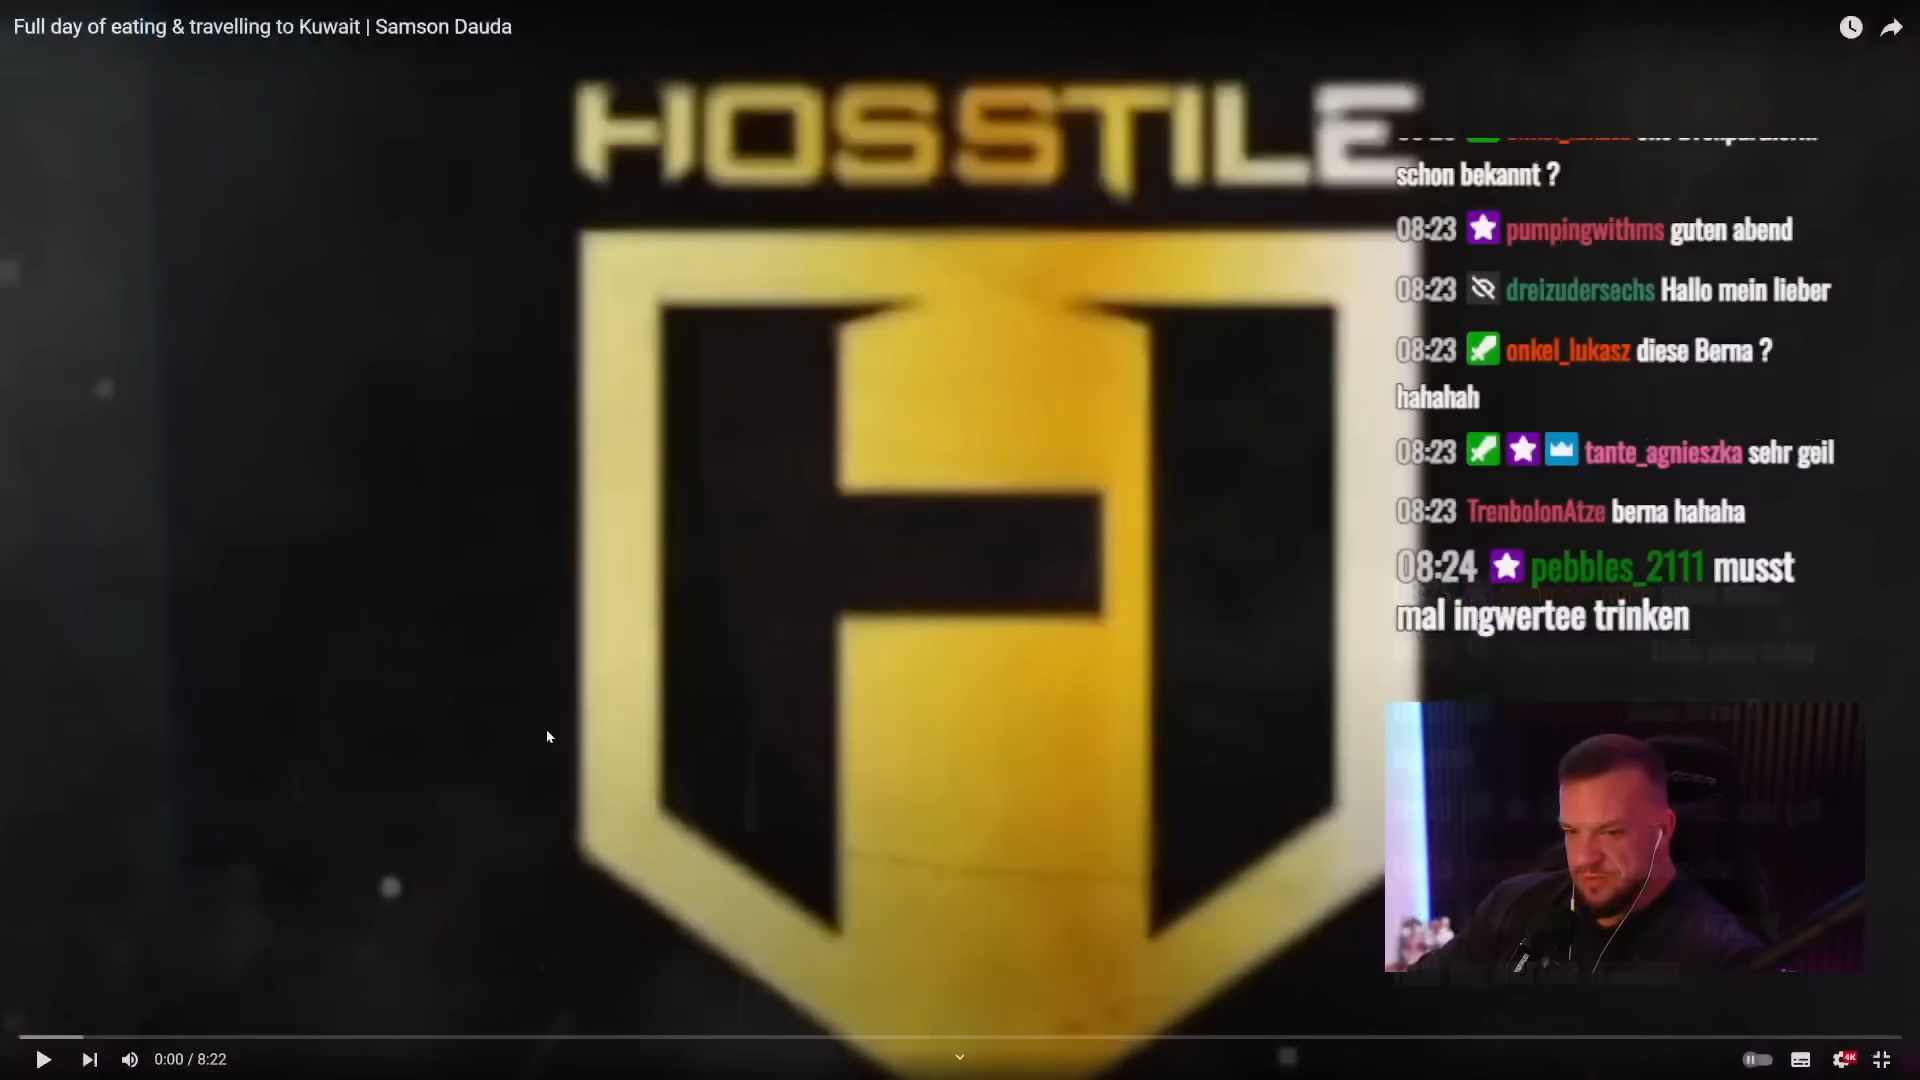 Full day of eating & travelling to Kuwait | Samson Dauda
HOSSTILE
schon bekannt ?
08:23 pumpingwithms guten abend
08:23 dreizudersechs Hallo mein lieber
08:23 onkel_lukasz diese Berna ?
hahahah
08:23 tante_agnieszka sehr geil
08:23 TrenbolonAtze berna hahaha
08:24 pebbles_2111 musst
mal ingwertee trinken
0:00 / 8:22
4K